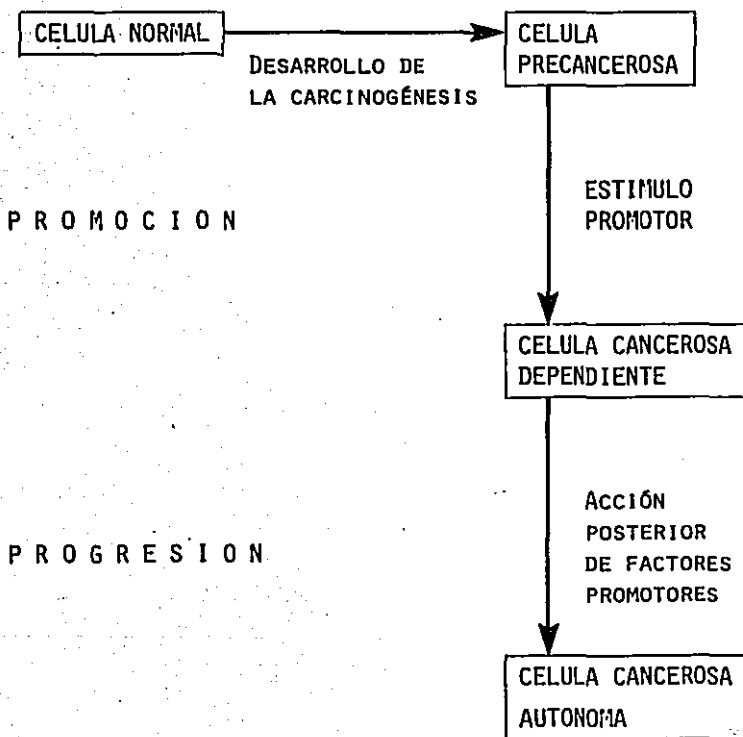 CELULA NORMAL
CELULA
PRECANCEROSA
DESARROLLO DE
LA CARCINOGÉNESIS
ESTIMULO
PROMOTOR
PROMOCION
CELULA CANCEROSA
DEPENDIENTE
ACCIÓN
POSTERIOR
DE FACTORES
PROMOTORES
PROGRESION
CELULA CANCEROSA
AUTONOMA